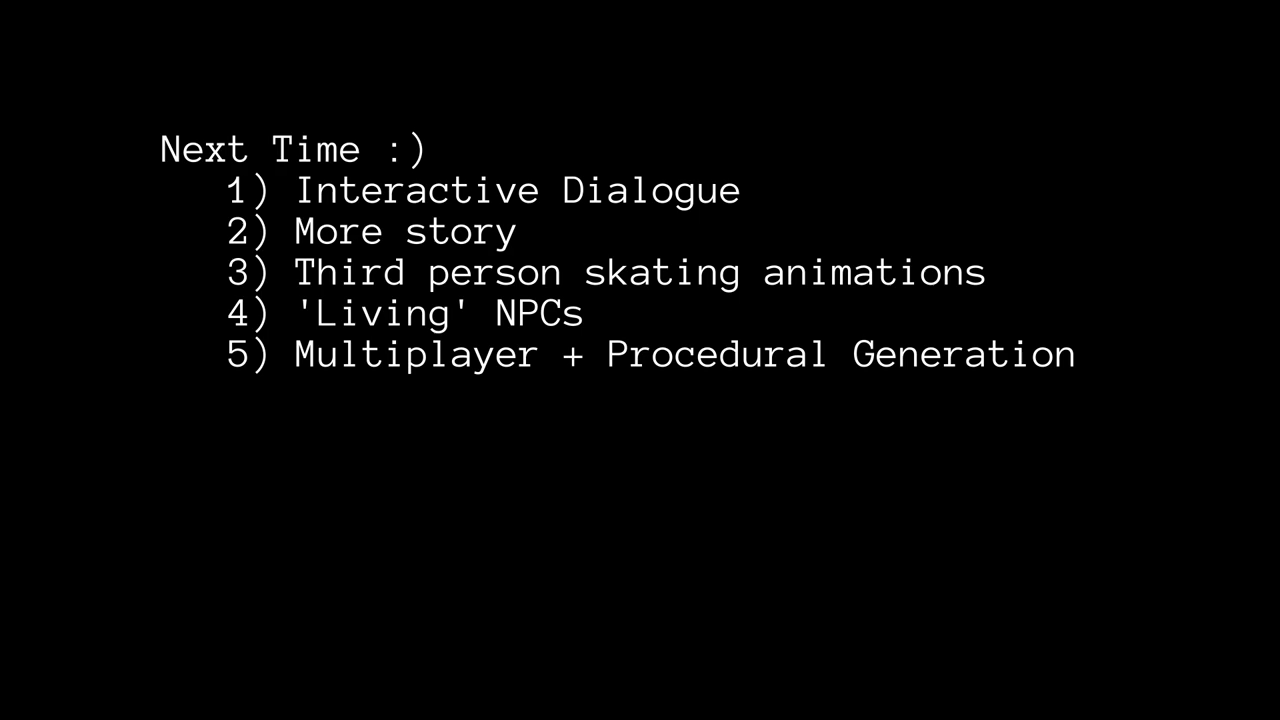 Next Time :)
1) Interactive Dialogue
2) More story
3) Third person skating animations
4) 'Living' NPCs
5) Multiplayer + Procedural Generation